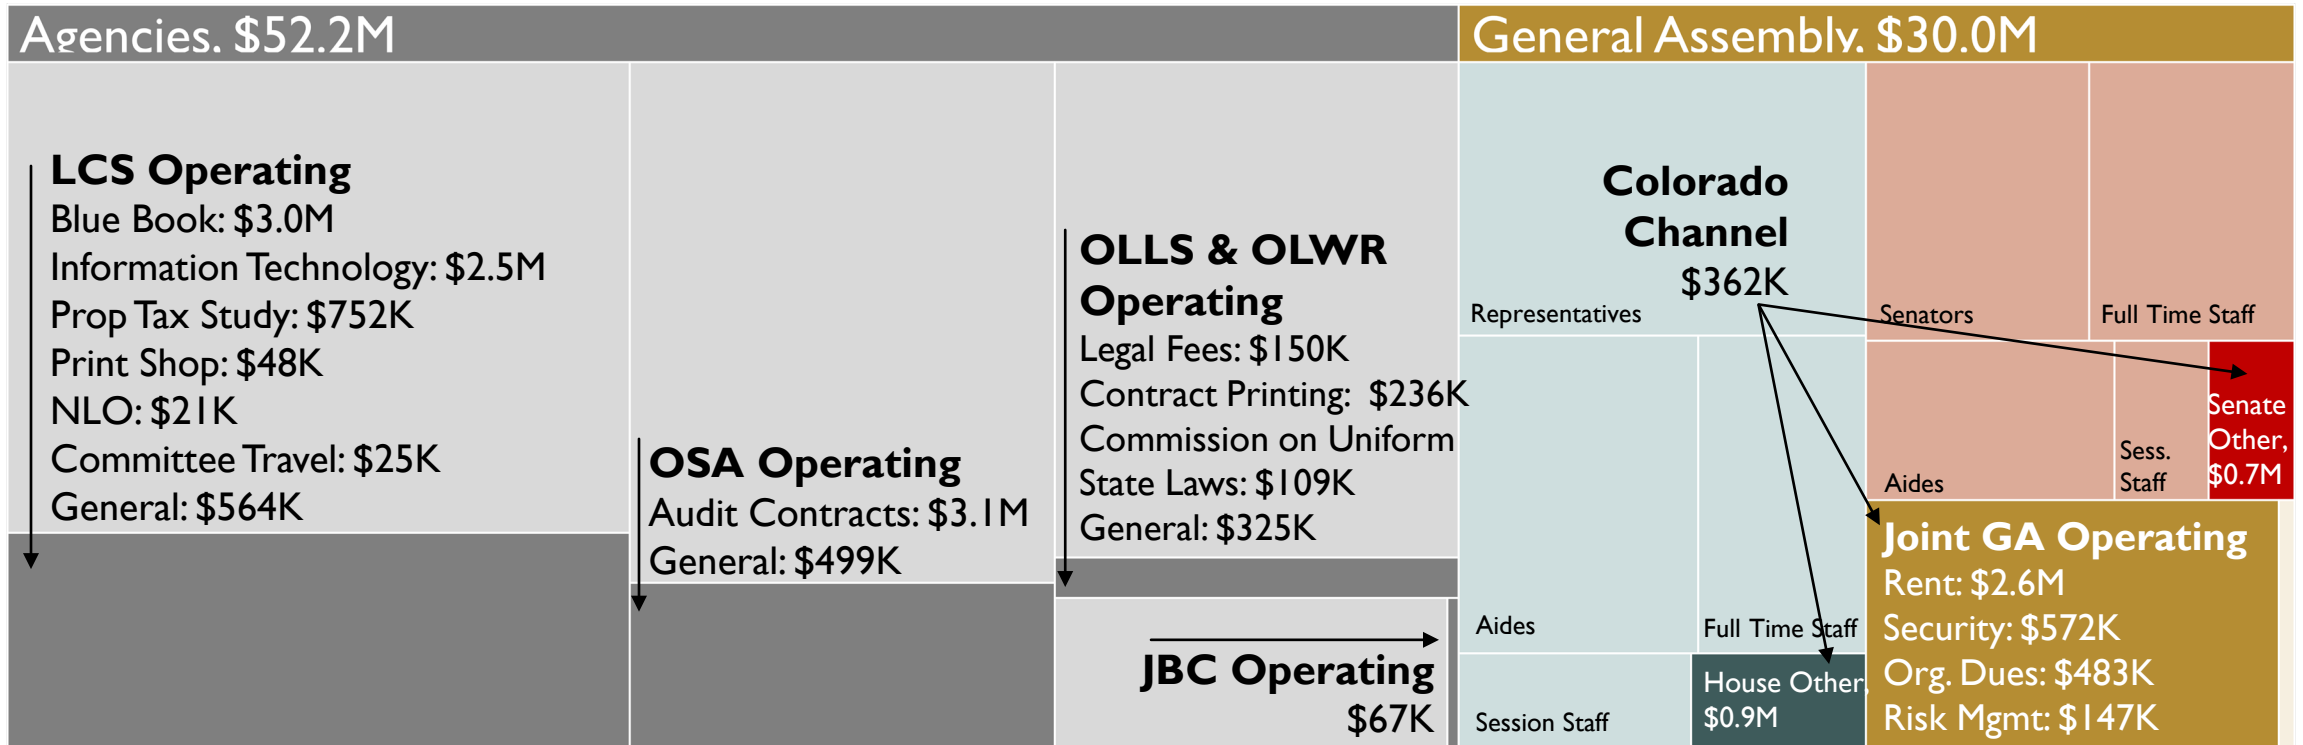 Agencies, $52.2M
General Assembly, $30.0M
LCS Operating
Blue Book: $3.0M
Information Technology: $2.5M
Prop Tax Study: $752K
Print Shop: $48K
NLO: $21K
Committee Travel: $25K
General: $564K
OSA Operating
Audit Contracts: $3.1M
General: $499K
OLLS & OLWR
Operating
Legal Fees: $150K
Contract Printing: $236K
Commission on Uniform
State Laws: $109K
General: $325K
JBC Operating
$67K
Colorado
Channel
$362K
Representatives
Aides
Full Time Staff
Session Staff
House Other,
$0.9M
Senators
Full Time Staff
Aides
Sess.
Staff
Senate
Other,
$0.7M
Joint GA Operating
Rent: $2.6M
Security: $572K
Org. Dues: $483K
Risk Mgmt: $147K